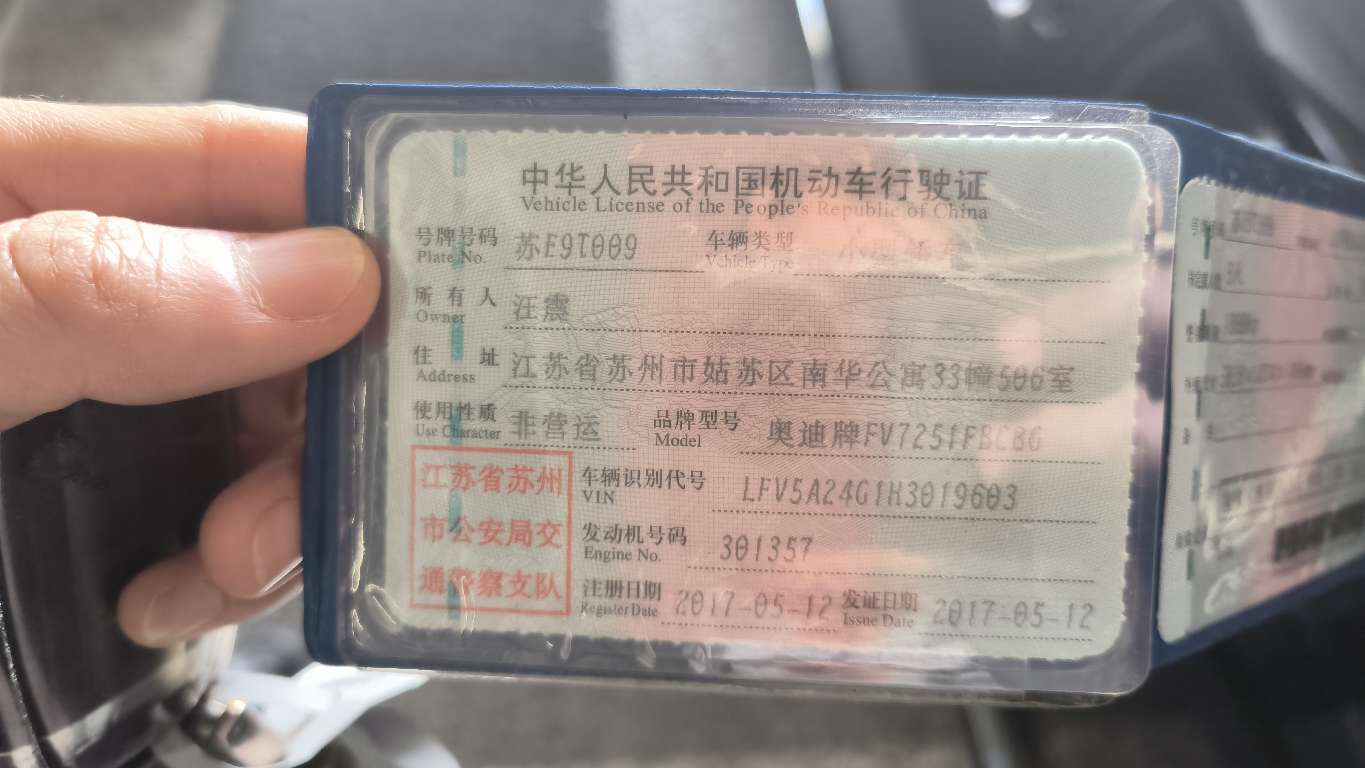 中华人民共和国机动车行驶证
Vehicle License of the People's Republic of China
号牌号码 苏E9T009 车辆类型
Plate No. Vehicle Type
所有人 汪震
Owner
住址 江苏省苏州市姑苏区南华公寓33幢506室
Address
使用性质 非营运 品牌型号 奥迪牌FV7251FBCBG
Use Character Model
江苏省苏州
市公安局交
通警察支队
车辆识别代号 LFV5A24G1H3019603
VIN
发动机号码 301357
Engine No.
注册日期 2017-05-12 发证日期 2017-05-12
Register Date Issue Date